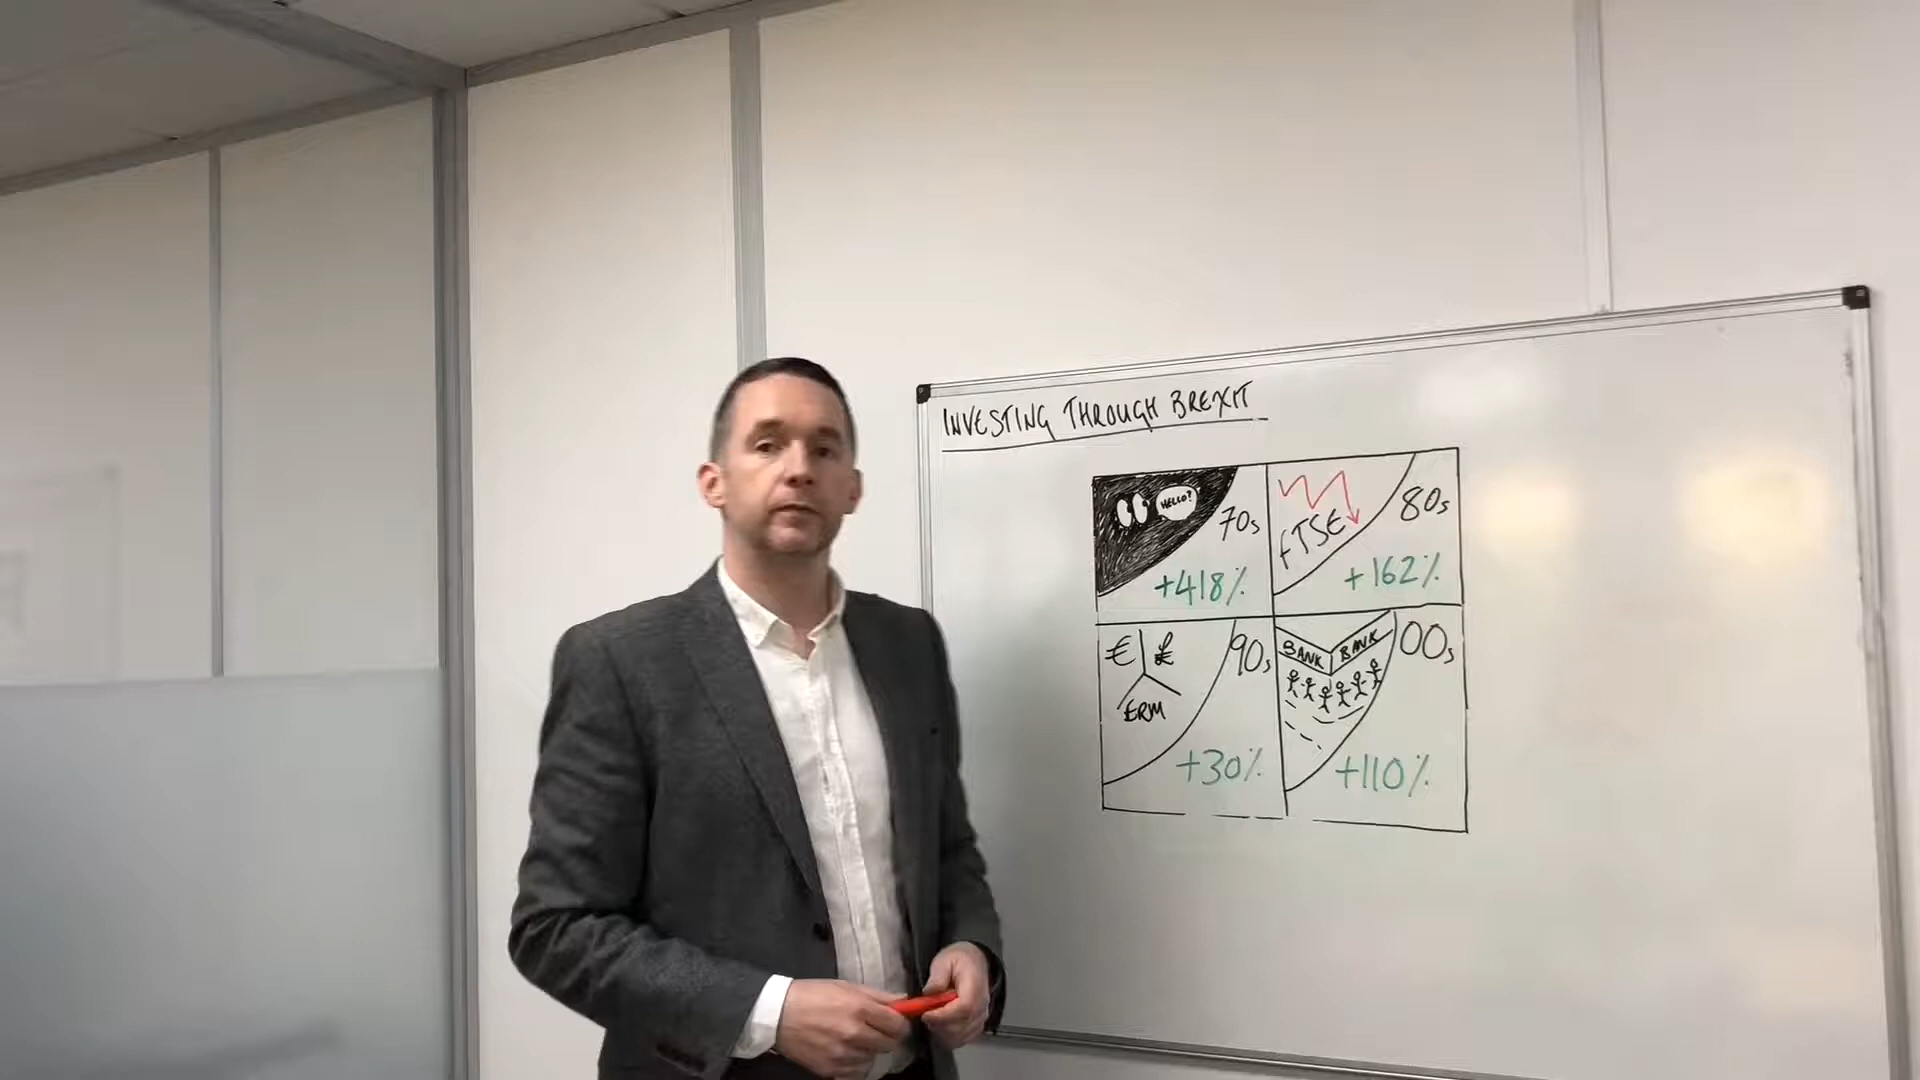 INVESTING THROUGH BREXIT
HELLO?
70s
+418%
FTSE
80s
+162%
€ £
ERM
90s
+30%
BANK BANK
00s
+110%